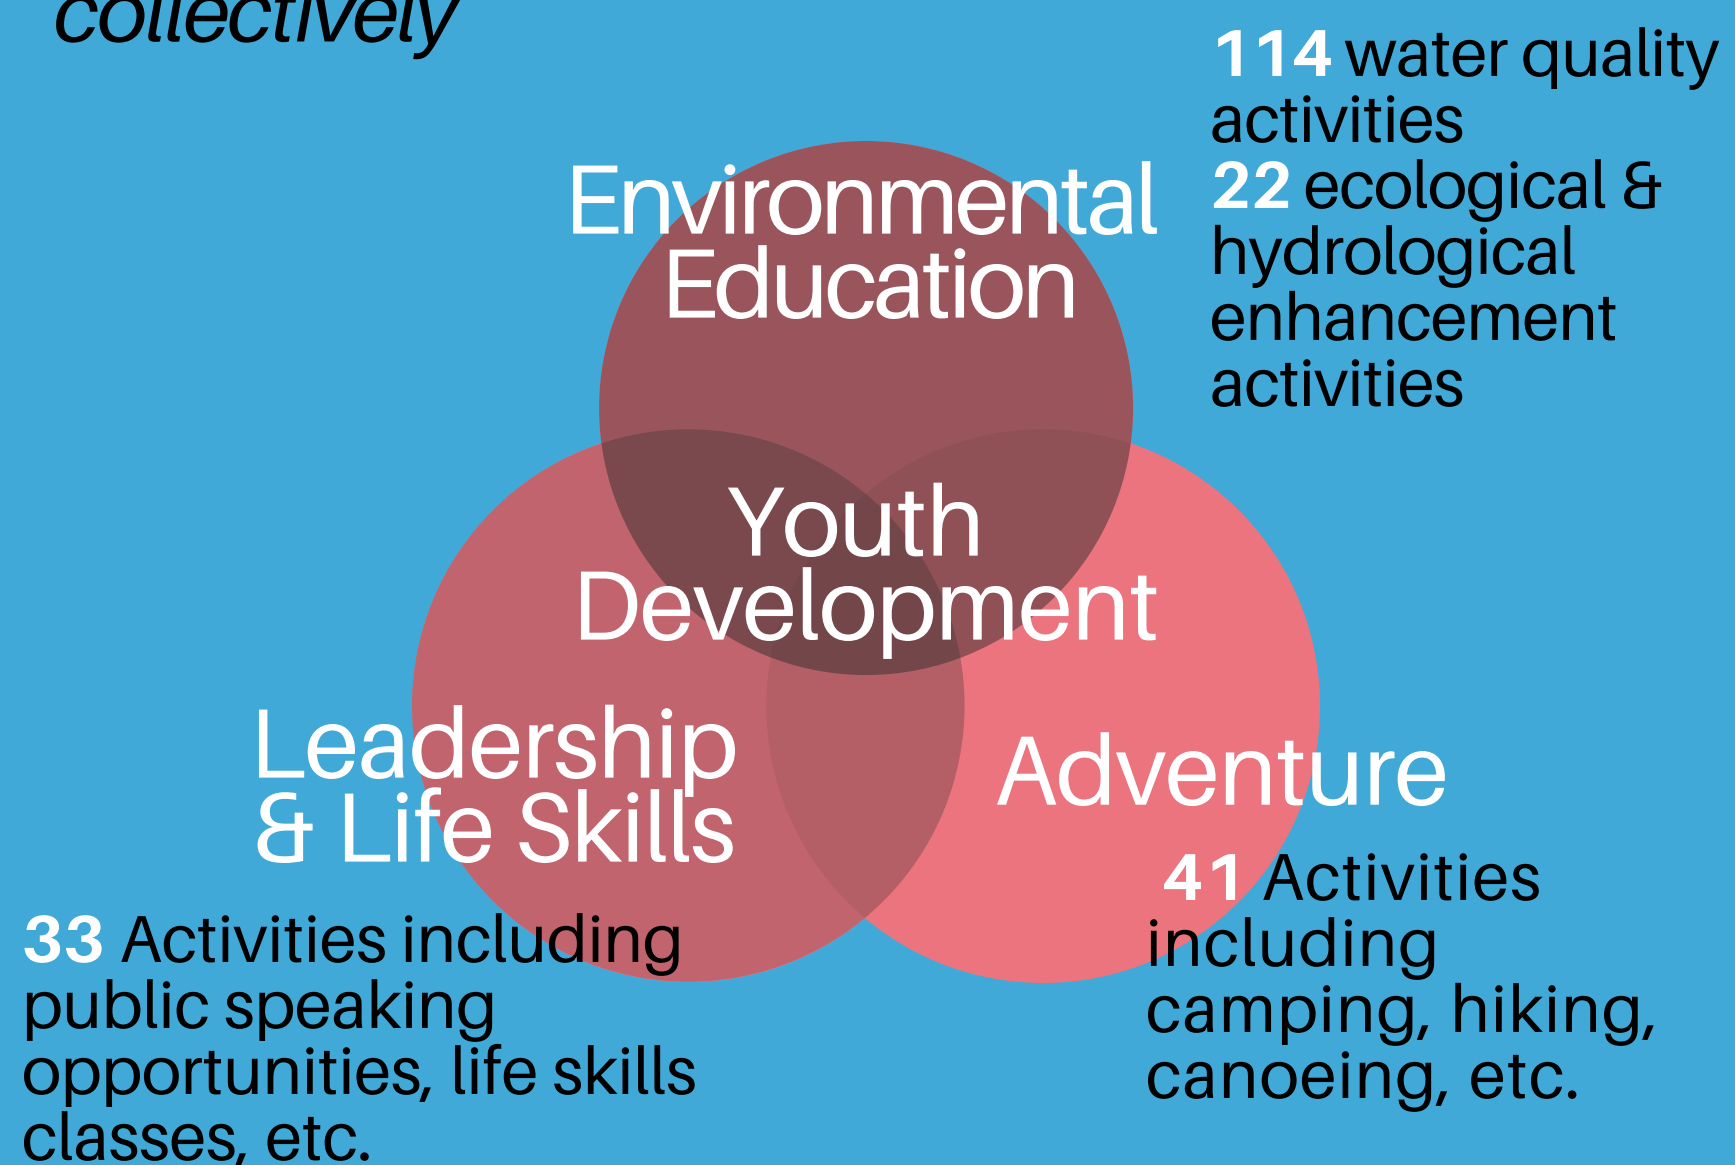 collectively
114 water quality
activities
22 ecological &
hydrological
enhancement
activities
Environmental
Education
Youth
Development
Leadership
& Life Skills
Adventure
33 Activities including
public speaking
opportunities, life skills
classes, etc.
41 Activities
including
camping, hiking,
canoeing, etc.